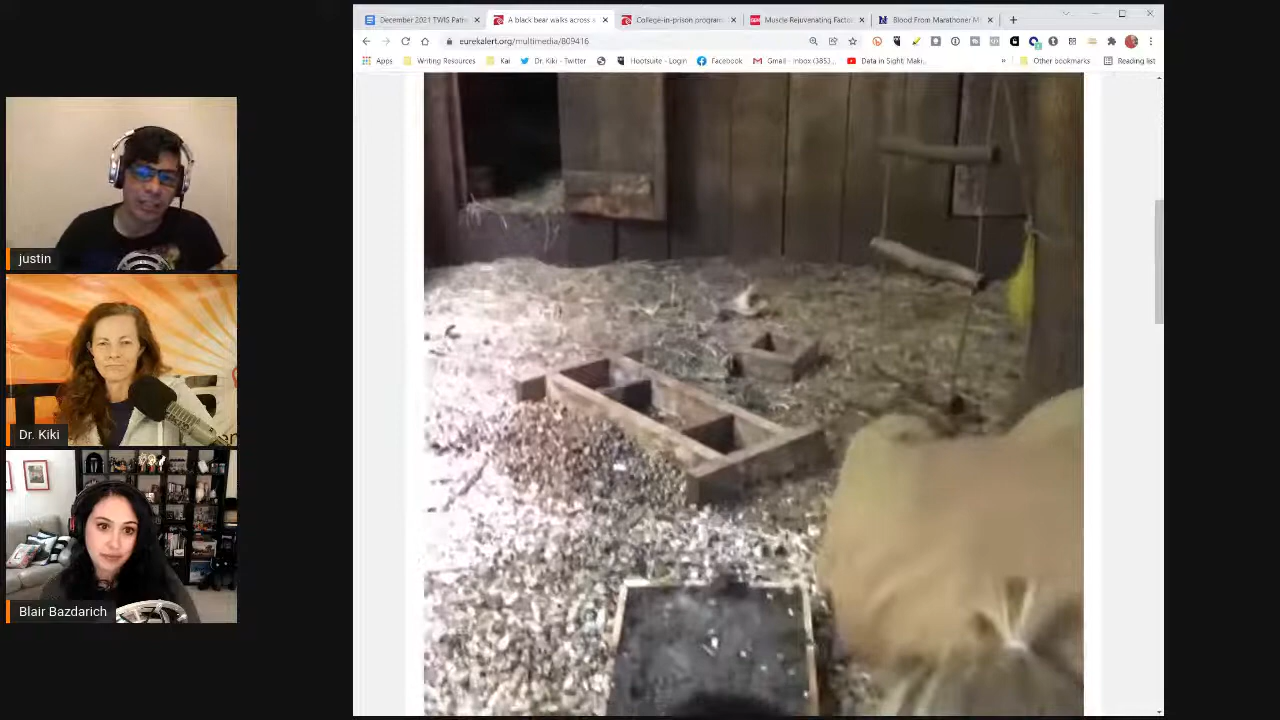 December 2021 TWIS Patre
A black bear walks across a
College-in-prison program
Muscle Rejuvenating Factor
Blood From Marathoner M
eurekalert.org/multimedia/809416
Apps
Writing Resources
Kai
Dr. Kiki - Twitter
Hootsuite - Login
Facebook
Gmail - Inbox (3853...
Data in Sight: Maki...
»
Other bookmarks
Reading list
justin
Dr. Kiki
Blair Bazdarich